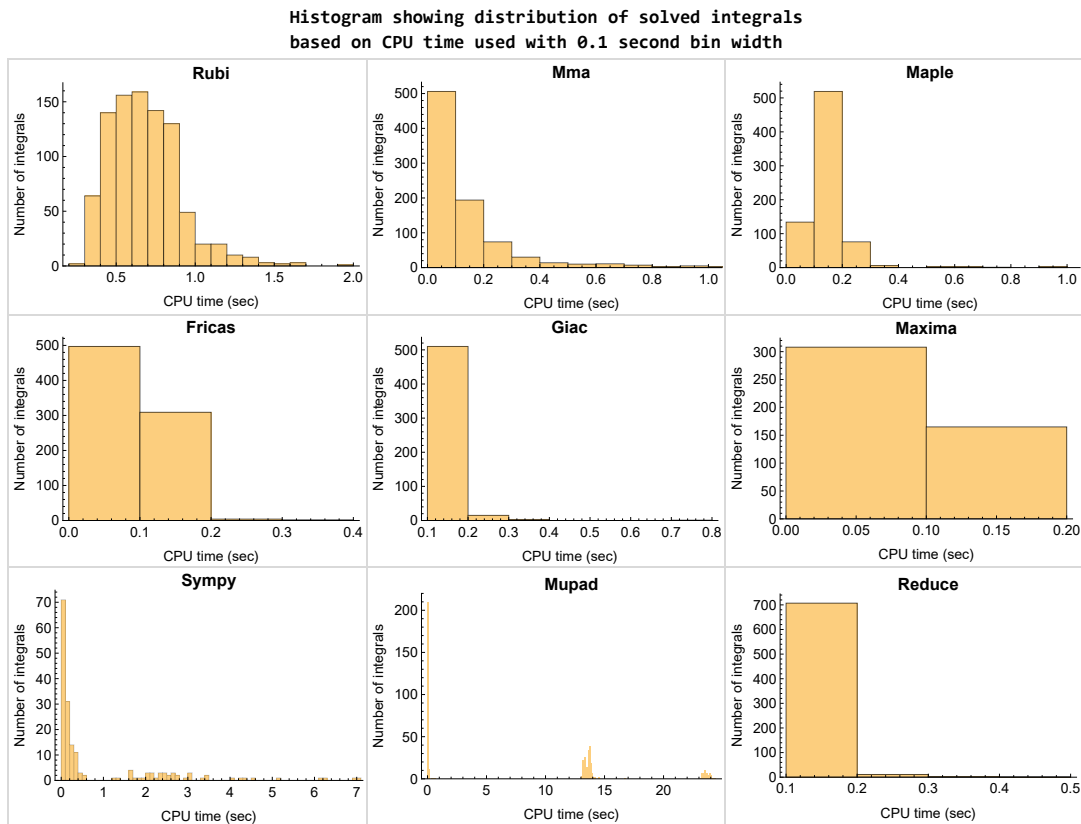 Histogram showing distribution of solved integrals
based on CPU time used with 0.1 second bin width
Rubi
Number of integrals
150
100
50
0
0.5 1.0 1.5 2.0
CPU time (sec)
Mma
Number of integrals
500
400
300
200
100
0
0.0 0.2 0.4 0.6 0.8 1.0
CPU time (sec)
Maple
Number of integrals
500
400
300
200
100
0
0.0 0.2 0.4 0.6 0.8 1.0
CPU time (sec)
Fricas
Number of integrals
500
400
300
200
100
0
0.0 0.1 0.2 0.3 0.4
CPU time (sec)
Giac
Number of integrals
500
400
300
200
100
0
0.1 0.2 0.3 0.4 0.5 0.6 0.7 0.8
CPU time (sec)
Maxima
Number of integrals
300
250
200
150
100
50
0
0.00 0.05 0.10 0.15 0.20
CPU time (sec)
Sympy
Number of integrals
70
60
50
40
30
20
10
0
0 1 2 3 4 5 6 7
CPU time (sec)
Mupad
Number of integrals
200
150
100
50
0
0 5 10 15 20
CPU time (sec)
Reduce
Number of integrals
700
600
500
400
300
200
100
0
0.1 0.2 0.3 0.4 0.5
CPU time (sec)